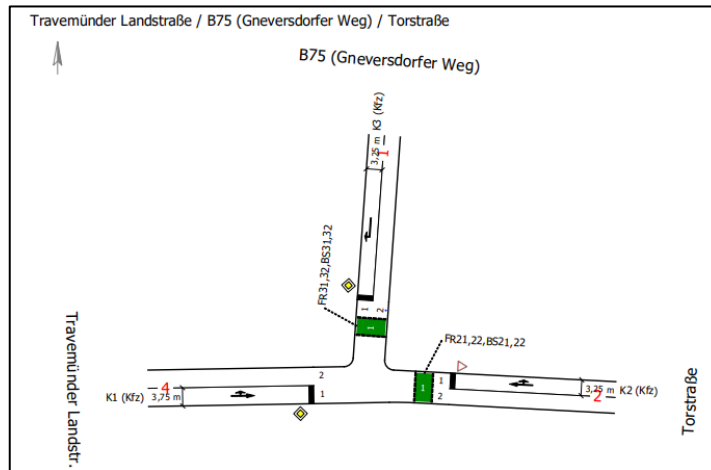 Travemünder Landstraße / B75 (Gneversdorfer Weg) / Torstraße
B75 (Gneversdorfer Weg)
K3 (Kfz)
3,25 m
1
FR31,32,BS31,32
1
2
1
FR21,22,BS21,22
Travemünder Landstr.
K1 (Kfz)
4
3,75 m
2
1
1
1
2
3,25 m
2
K2 (Kfz)
Torstraße